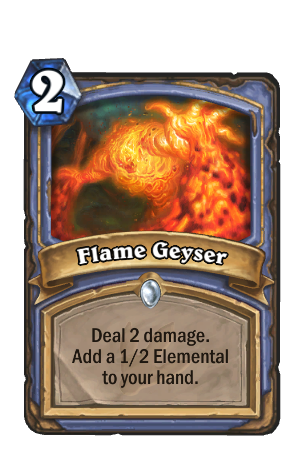 2
Flame Geyser
Deal 2 damage.
Add a 1/2 Elemental
to your hand.